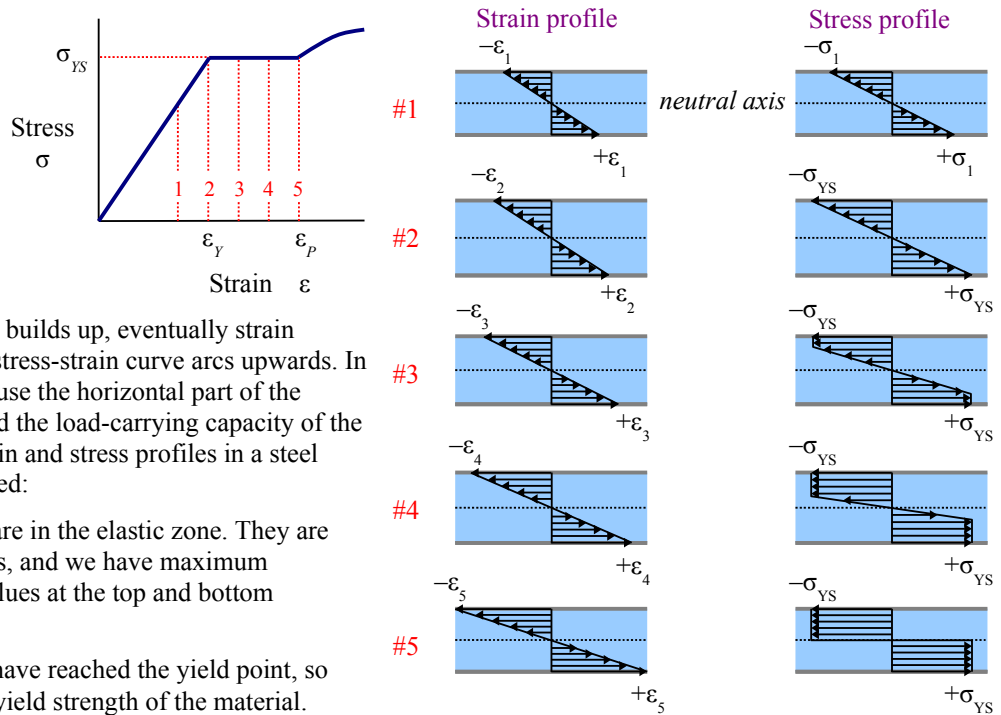 Strain profile
Stress profile
σYS
Stress
σ
1 2 3 4 5
εY εP
Strain ε
−ε1
−σ1
#1
neutral axis
+ε1
+σ1
−ε2
−σYS
#2
+ε2
+σYS
−ε3
−σYS
#3
+ε3
+σYS
−ε4
−σYS
#4
+ε4
+σYS
−ε5
−σYS
#5
+ε5
+σYS
builds up, eventually strain
stress-strain curve arcs upwards. In
use the horizontal part of the
d the load-carrying capacity of the
in and stress profiles in a steel
ed:
are in the elastic zone. They are
s, and we have maximum
lues at the top and bottom
have reached the yield point, so
yield strength of the material.